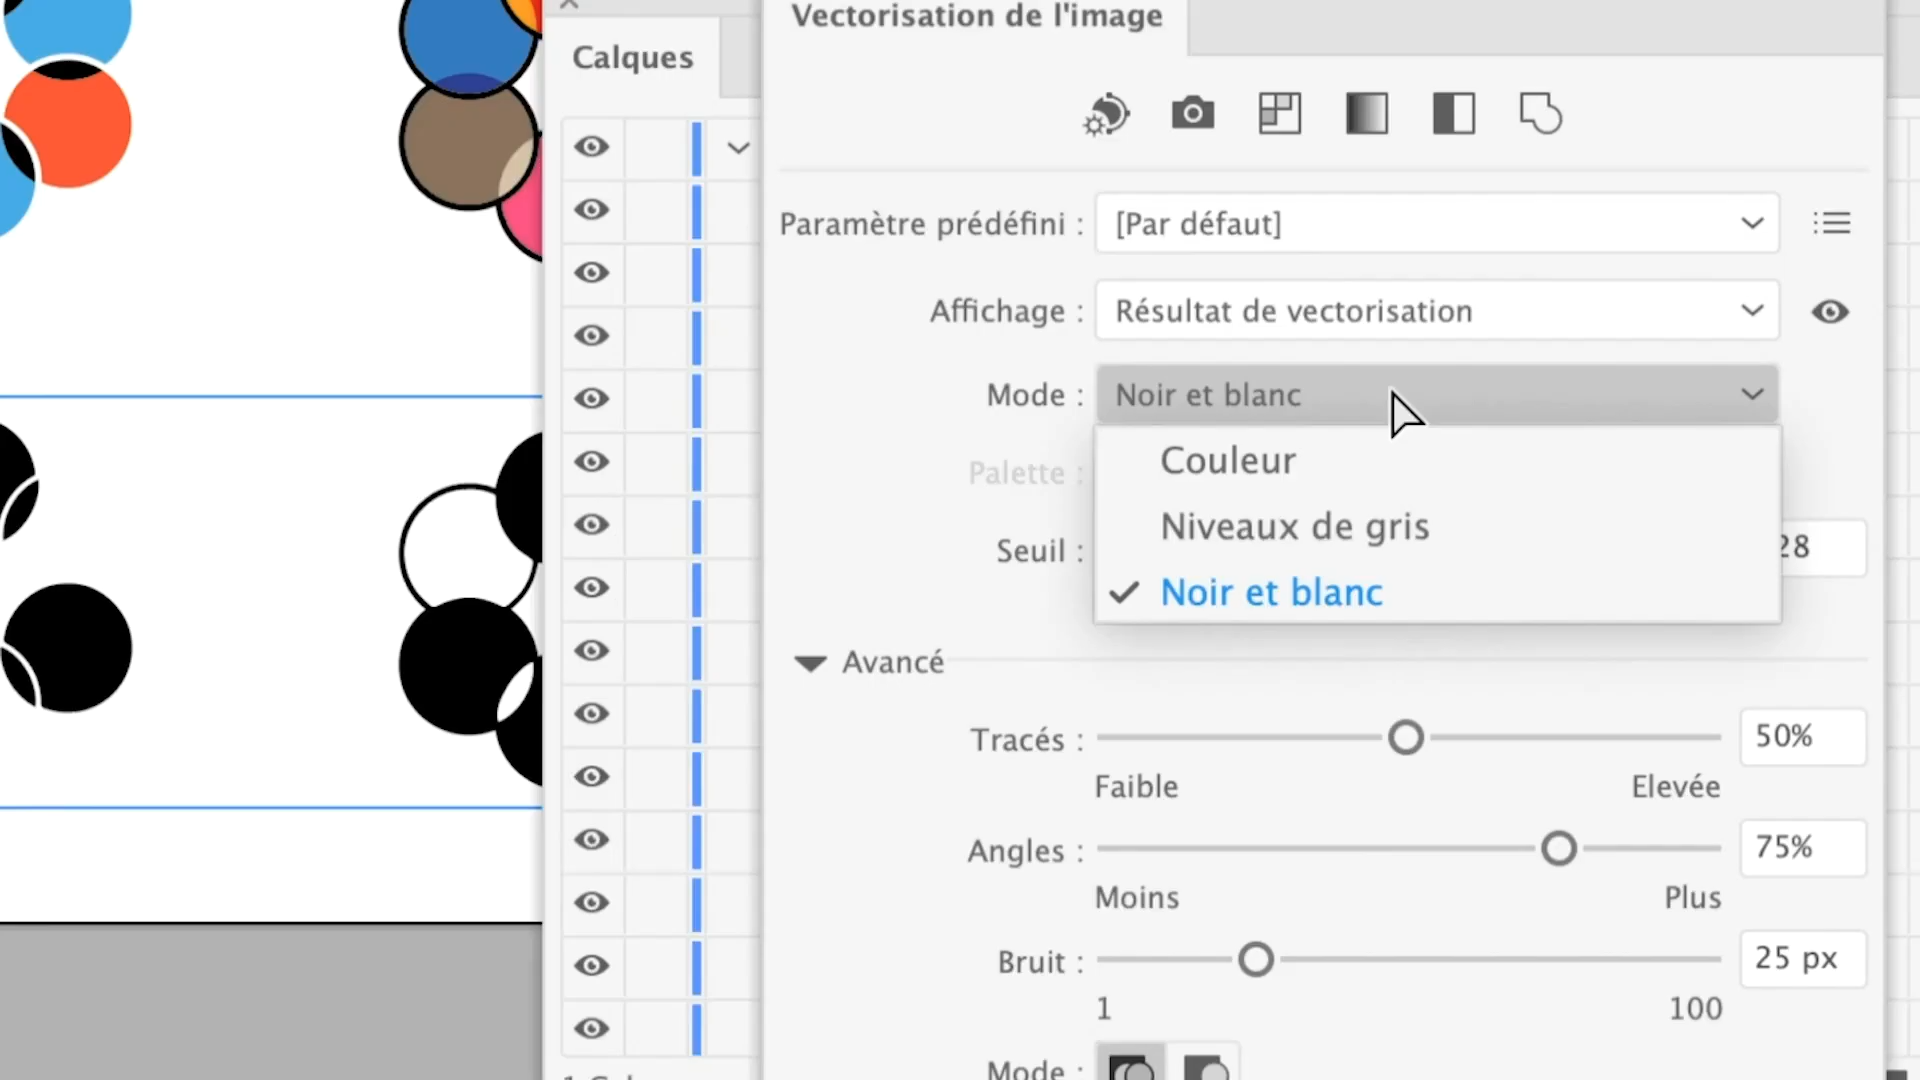 Vectorisation de l'image
Calques
Paramètre prédéfini :
[Par défaut]
Affichage :
Résultat de vectorisation
Mode :
Noir et blanc
Couleur
Palette :
Niveaux de gris
Seuil :
28
Noir et blanc
Avancé
Tracés :
50%
Faible
Elevée
Angles :
75%
Moins
Plus
Bruit :
25 px
1
100
Mode :